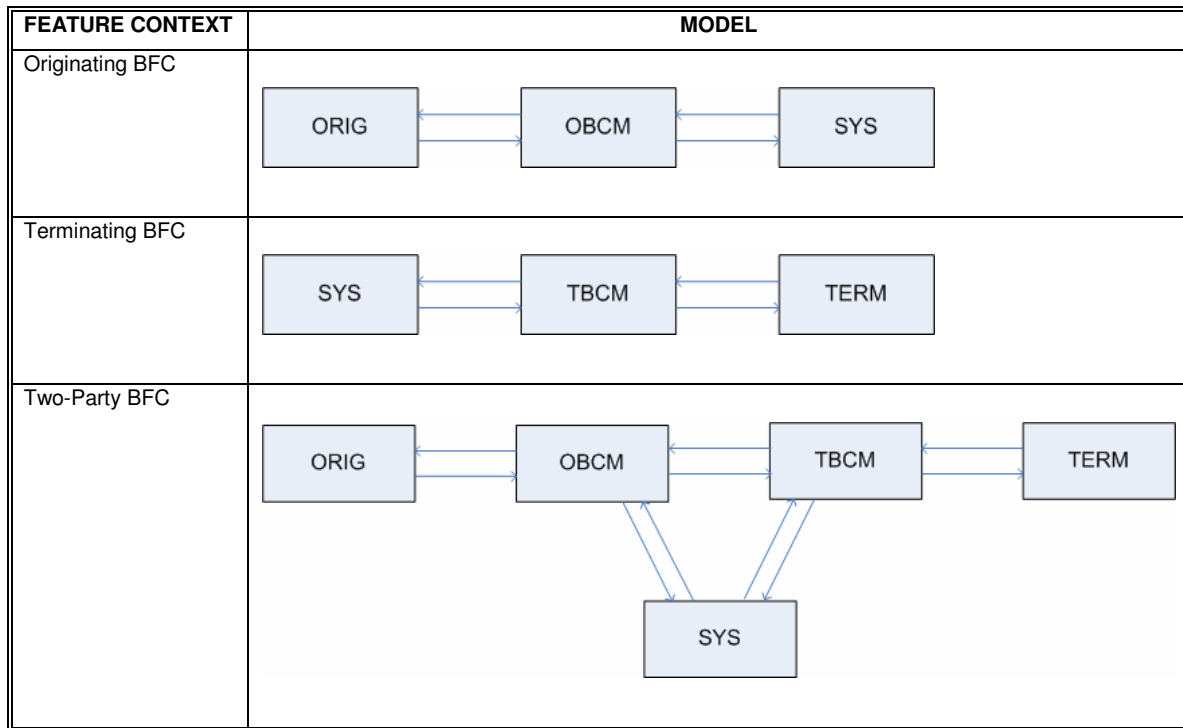 FEATURE CONTEXT MODEL
Originating BFC
ORIG OBCM SYS
Terminating BFC
SYS TBCM TERM
Two-Party BFC
ORIG OBCM TBCM TERM
SYS